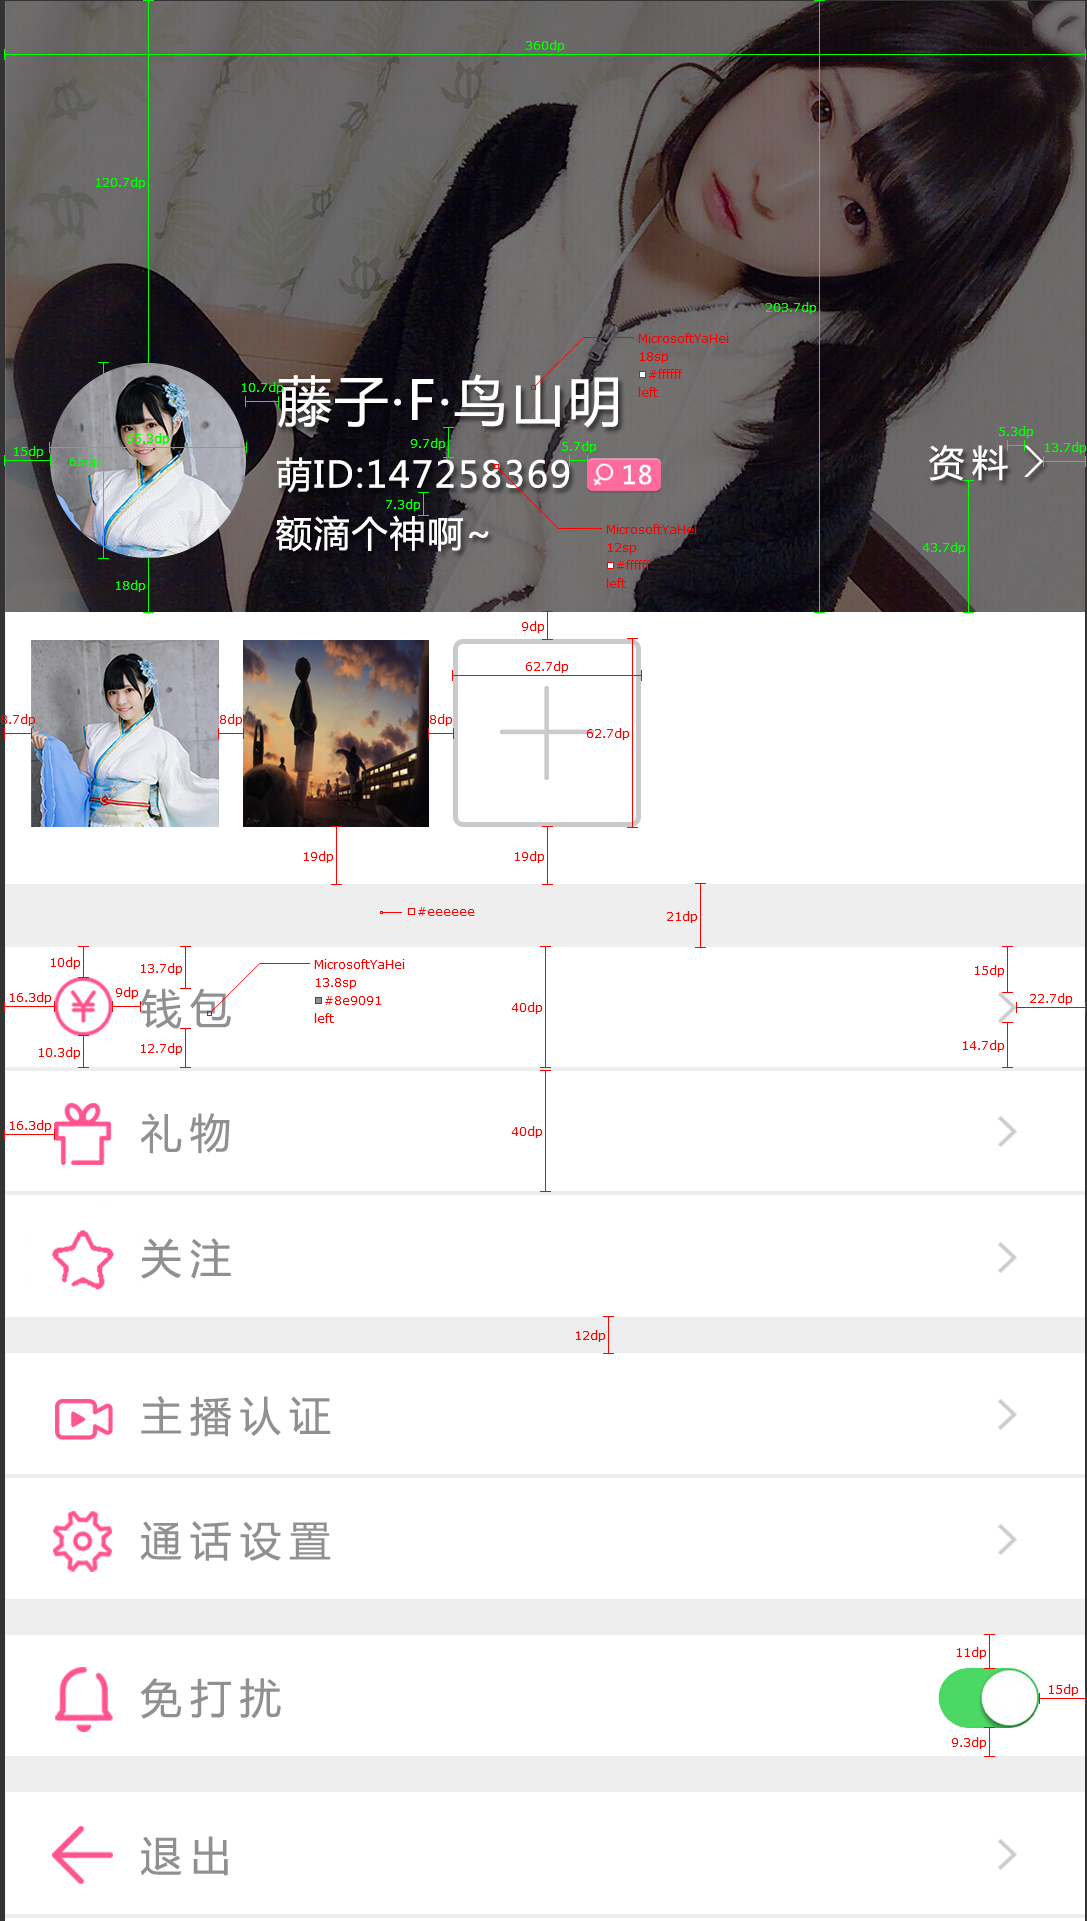 360dp
120.7dp
203.7dp
MicrosoftYaHei
18sp
#ffffff
left
10.7dp
藤子·F·鸟山明
5.3dp
13.7dp
资料
15dp
65.3dp
9.7dp
5.7dp
萌ID:147258369
18
7.3dp
额滴个神啊~
MicrosoftYaHei
12sp
#ffffff
left
43.7dp
18dp
9dp
62.7dp
62.7dp
8.7dp
8dp
8dp
19dp
19dp
#eeeeee
21dp
10dp
13.7dp
MicrosoftYaHei
13.8sp
#8e9091
left
15dp
16.3dp
9dp
钱包
40dp
22.7dp
10.3dp
12.7dp
14.7dp
16.3dp
礼物
40dp
关注
12dp
主播认证
通话设置
11dp
免打扰
15dp
9.3dp
退出